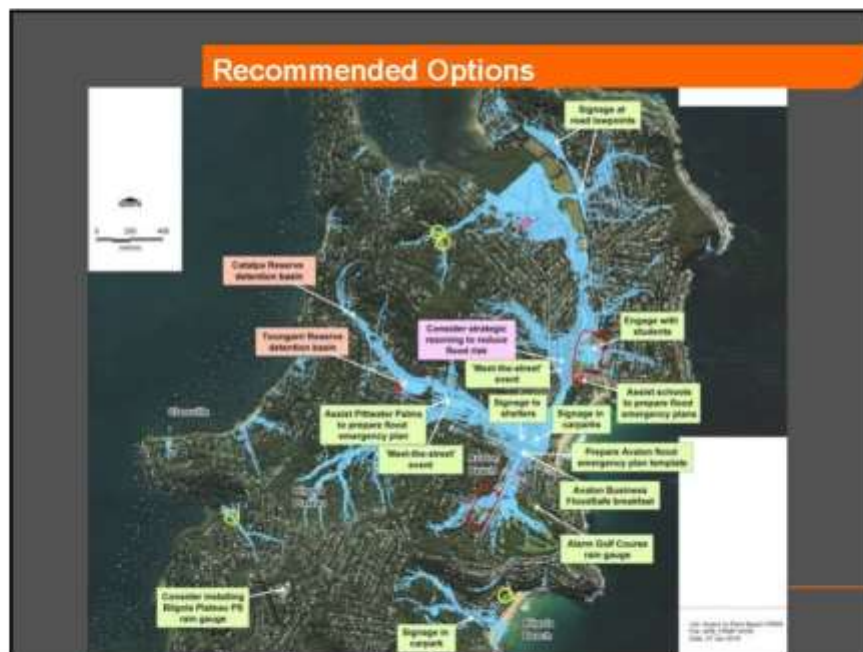 Recommended Options
Signage at
road lowpoints
Catalpa Reserve
detention basin
Toongari Reserve
detention basin
Consider strategic
rezoning to reduce
flood risk
Engage with
students
'Meet-the-street'
event
Signage to
shelters
Signage in
carparks
Assist schools
to prepare flood
emergency plans
Assist Pittwater Palms
to prepare flood
emergency plan
'Meet-the-street'
event
Prepare Avalon flood
emergency plan template
Avalon Business
FloodSafe breakfast
Alarm Golf Course
rain gauge
Clareville
Consider installing
Bilgola Plateau PS
rain gauge
Signage in
carpark
Bilgola
Beach